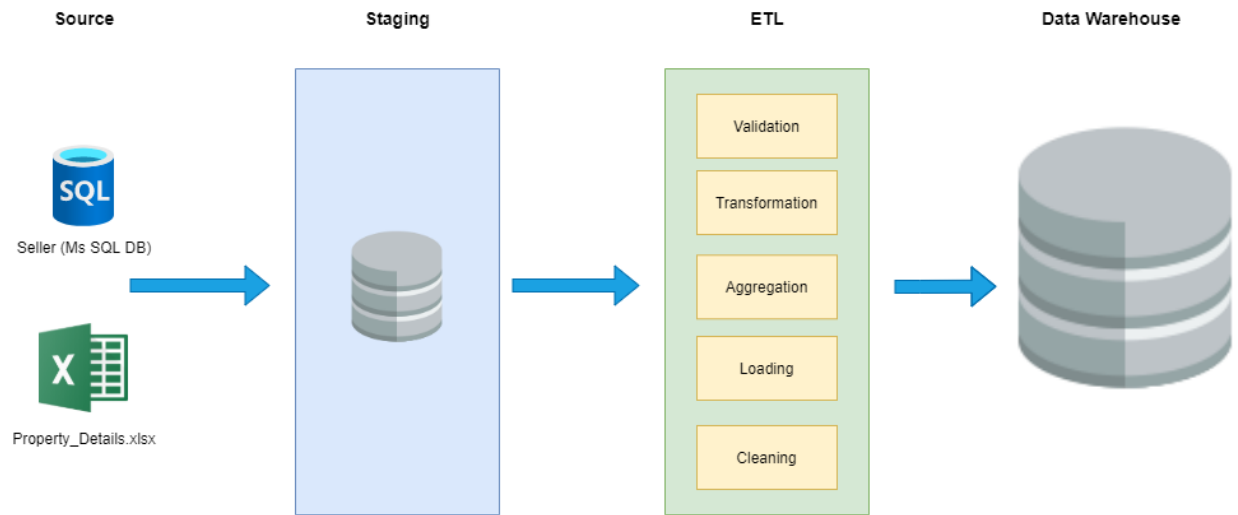 Source
Staging
ETL
Data Warehouse
SQL
Seller (Ms SQL DB)
X
Property_Details.xlsx
Validation
Transformation
Aggregation
Loading
Cleaning